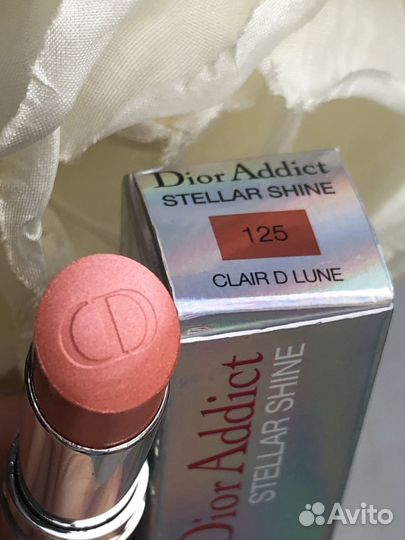 Dior Addict
STELLAR SHINE
125
CLAIR D LUNE
CD
Dior Addict
STELLAR SHINE
Avito